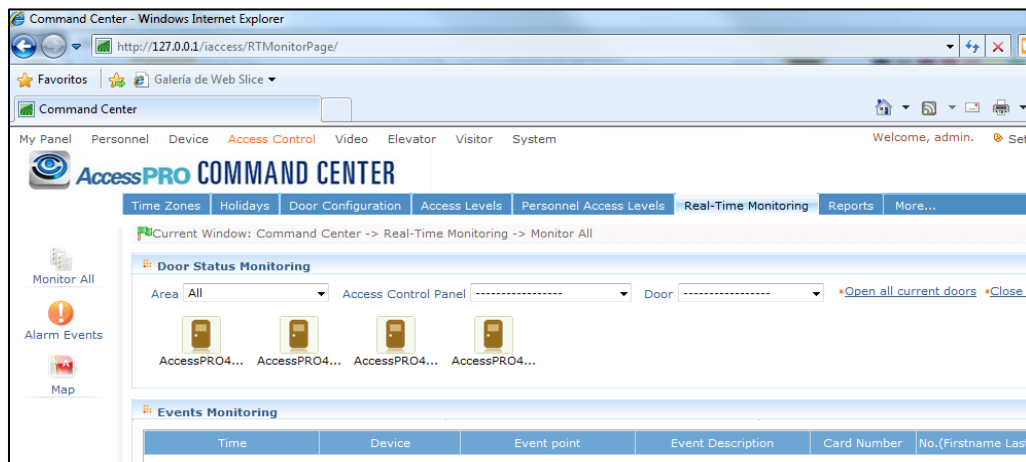 Command Center - Windows Internet Explorer
http://127.0.0.1/iaccess/RTMonitorPage/
Favoritos Galería de Web Slice
Command Center
My Panel Personnel Device Access Control Video Elevator Visitor System Welcome, admin.
AccessPRO COMMAND CENTER
Time Zones Holidays Door Configuration Access Levels Personnel Access Levels Real-Time Monitoring Reports More...
Current Window: Command Center -> Real-Time Monitoring -> Monitor All
Monitor All
Alarm Events
Map
Door Status Monitoring
Area All Access Control Panel ----------------- Door ----------------- Open all current doors Close
AccessPRO4... AccessPRO4... AccessPRO4... AccessPRO4...
Events Monitoring
Time Device Event point Event Description Card Number No.(Firstname Las